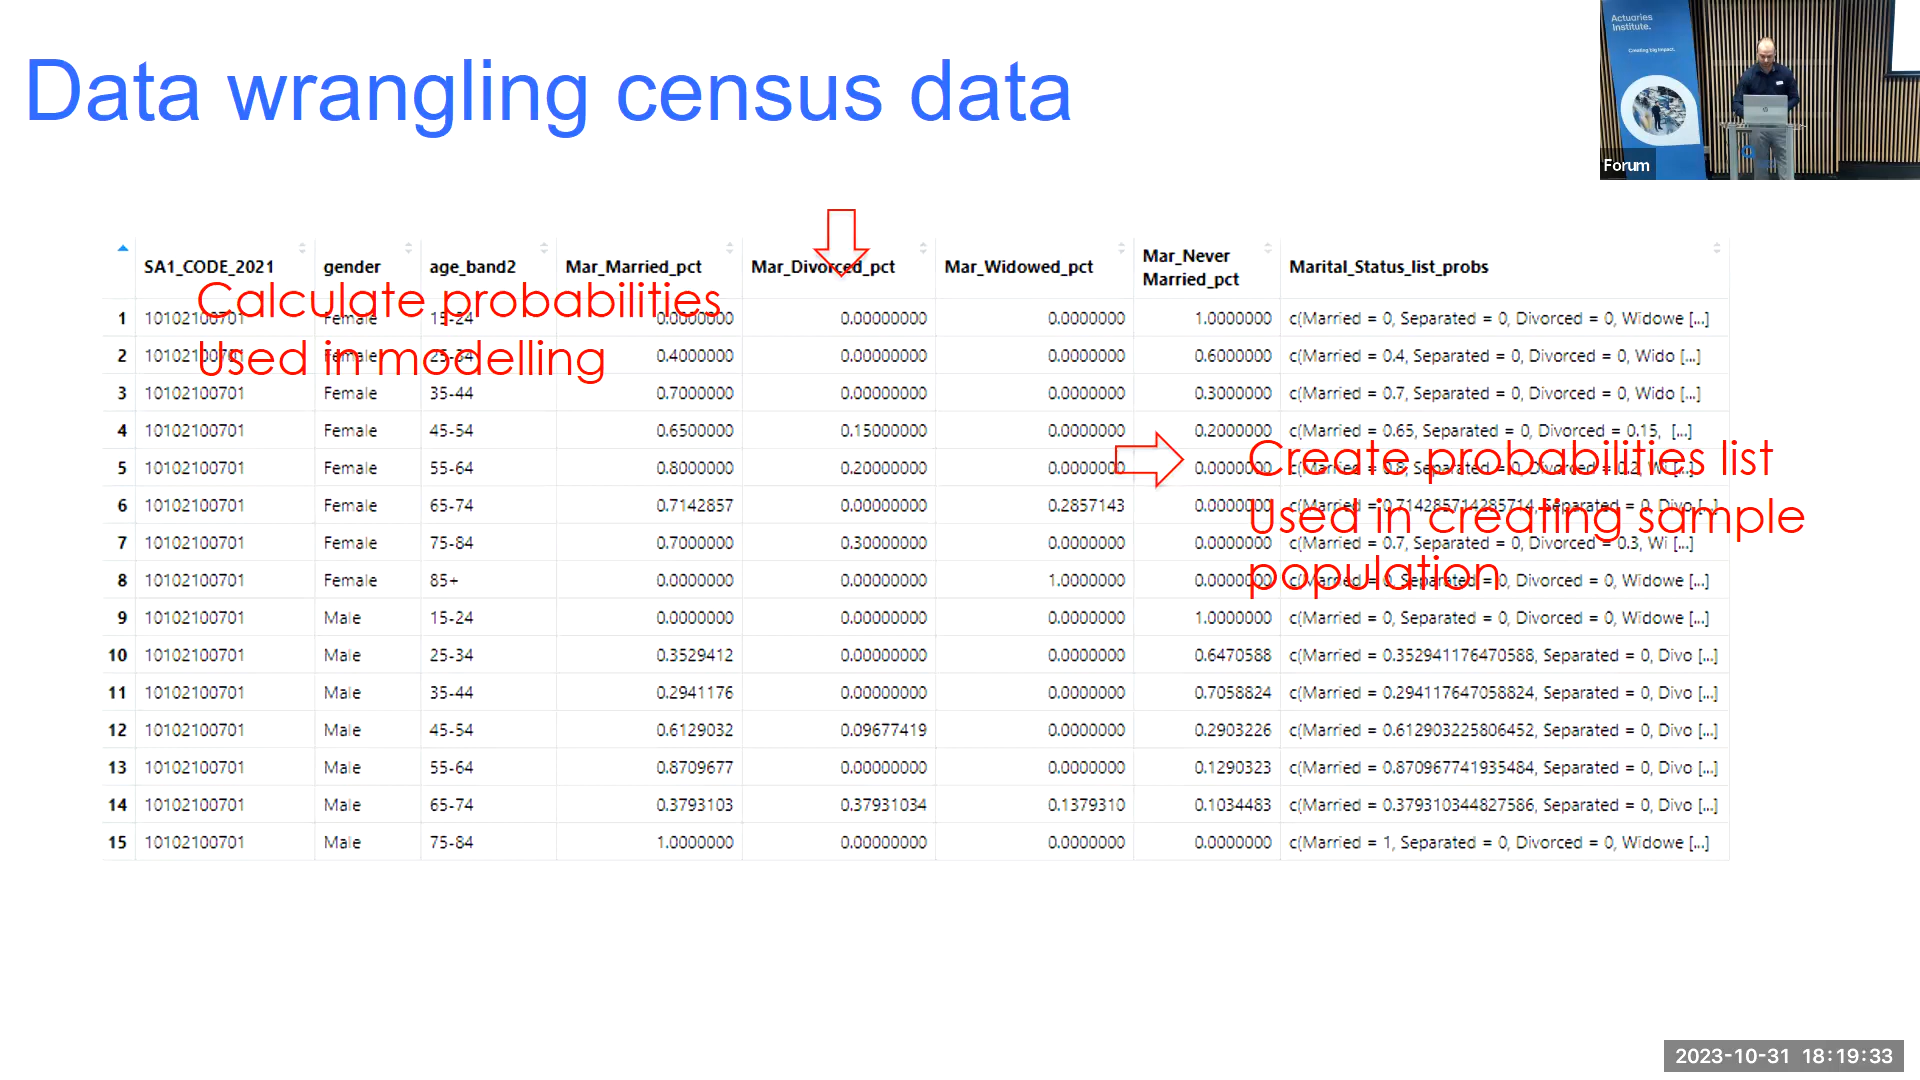 Data wrangling census data
Actuaries
Institute.
Creating big impact.
Forum
SA1_CODE_2021 gender age_band2 Mar_Married_pct Mar_Divorced_pct Mar_Widowed_pct Mar_Never Married_pct Marital_Status_list_probs
Calculate probabilities
Used in modelling
Create probabilities list
Used in creating sample
population
1 10102100701 Female 15-24 0.0000000 0.00000000 0.0000000 1.0000000 c(Married = 0, Separated = 0, Divorced = 0, Widowe [...]
2 10102100701 Female 25-34 0.4000000 0.00000000 0.0000000 0.6000000 c(Married = 0.4, Separated = 0, Divorced = 0, Wido [...]
3 10102100701 Female 35-44 0.7000000 0.00000000 0.0000000 0.3000000 c(Married = 0.7, Separated = 0, Divorced = 0, Wido [...]
4 10102100701 Female 45-54 0.6500000 0.15000000 0.0000000 0.2000000 c(Married = 0.65, Separated = 0, Divorced = 0.15, [...]
5 10102100701 Female 55-64 0.8000000 0.20000000 0.0000000 0.0000000 c(Married = 0.8, Separated = 0, Divorced = 0.2, Wi [...]
6 10102100701 Female 65-74 0.7142857 0.00000000 0.2857143 0.0000000 c(Married = 0.714285714285714, Separated = 0, Divo [...]
7 10102100701 Female 75-84 0.7000000 0.30000000 0.0000000 0.0000000 c(Married = 0.7, Separated = 0, Divorced = 0.3, Wi [...]
8 10102100701 Female 85+ 0.0000000 0.00000000 1.0000000 0.0000000 c(Married = 0, Separated = 0, Divorced = 0, Widowe [...]
9 10102100701 Male 15-24 0.0000000 0.00000000 0.0000000 1.0000000 c(Married = 0, Separated = 0, Divorced = 0, Widowe [...]
10 10102100701 Male 25-34 0.3529412 0.00000000 0.0000000 0.6470588 c(Married = 0.352941176470588, Separated = 0, Divo [...]
11 10102100701 Male 35-44 0.2941176 0.00000000 0.0000000 0.7058824 c(Married = 0.294117647058824, Separated = 0, Divo [...]
12 10102100701 Male 45-54 0.6129032 0.09677419 0.0000000 0.2903226 c(Married = 0.612903225806452, Separated = 0, Divo [...]
13 10102100701 Male 55-64 0.8709677 0.00000000 0.0000000 0.1290323 c(Married = 0.870967741935484, Separated = 0, Divo [...]
14 10102100701 Male 65-74 0.3793103 0.37931034 0.1379310 0.1034483 c(Married = 0.379310344827586, Separated = 0, Divo [...]
15 10102100701 Male 75-84 1.0000000 0.00000000 0.0000000 0.0000000 c(Married = 1, Separated = 0, Divorced = 0, Widowe [...]
2023-10-31 18:19:33